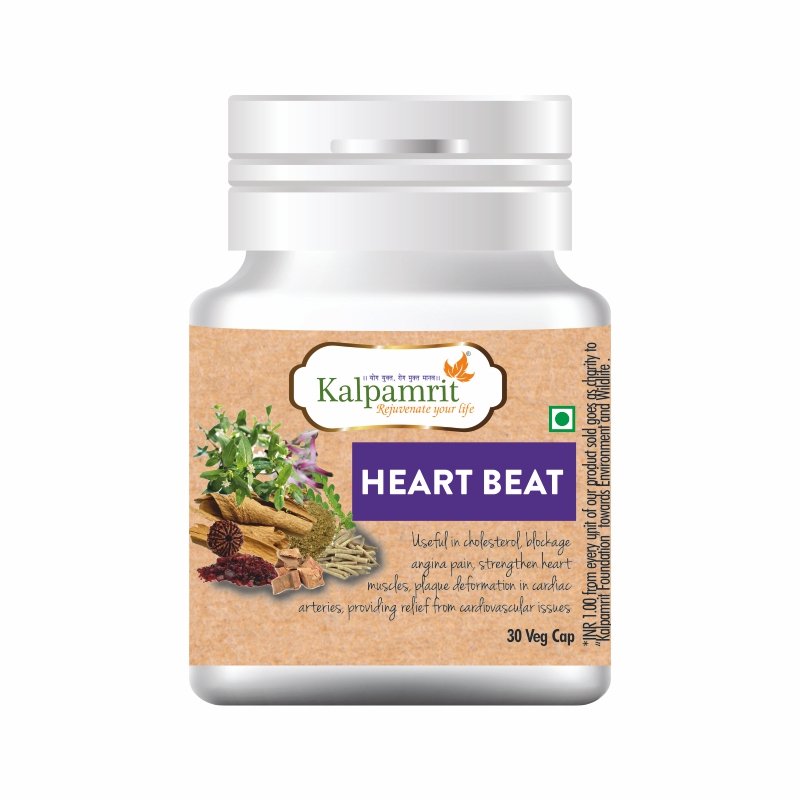 ।। योग युक्त, रोग मुक्त मानव।।
Kalpamrit®
Rejuvenate your life
HEART BEAT
Useful in cholesterol, blockage
angina pain, strengthen heart
muscles, plaque deformation in cardiac
arteries, providing relief from cardiovascular issues
30 Veg Cap
*INR 1.00 from every unit of our product sold goes as charity to
"Kalpamrit Foundation" towards Environment and Wildlife.